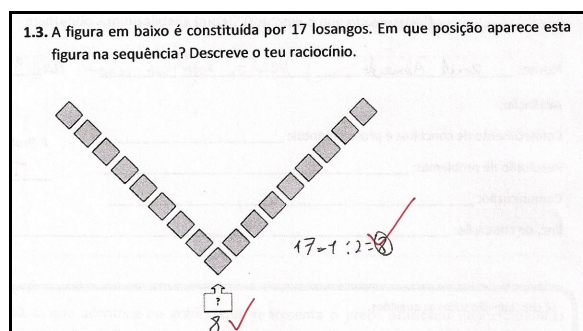 1.3. A figura em baixo é constituída por 17 losangos. Em que posição aparece esta
figura na sequência? Descreve o teu raciocínio.
17-1:2=8
?
8